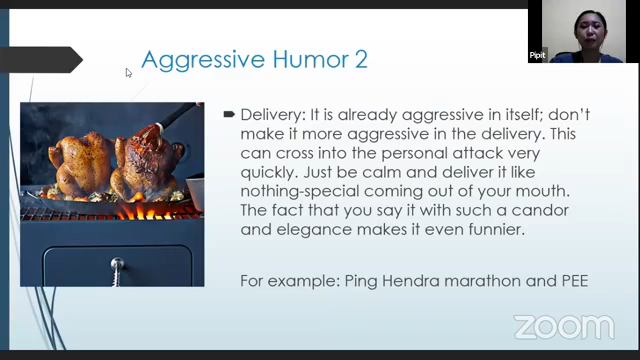 Pipit
Aggressive Humor 2
Delivery: It is already aggressive in itself; don't
make it more aggressive in the delivery. This
can cross into the personal attack very
quickly. Just be calm and deliver it like
nothing-special coming out of your mouth.
The fact that you say it with such a candor
and elegance makes it even funnier.
For example: Ping Hendra marathon and PEE
zoom